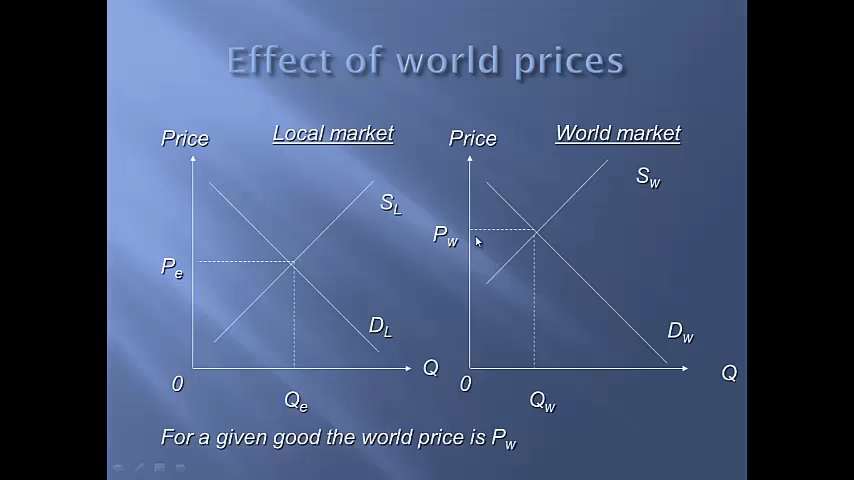 Effect of world prices
Price
Local market
Price
World market
S_L
S_w
P_e
P_w
D_L
D_w
0
Q
0
Q
Q_e
Q_w
For a given good the world price is P_w